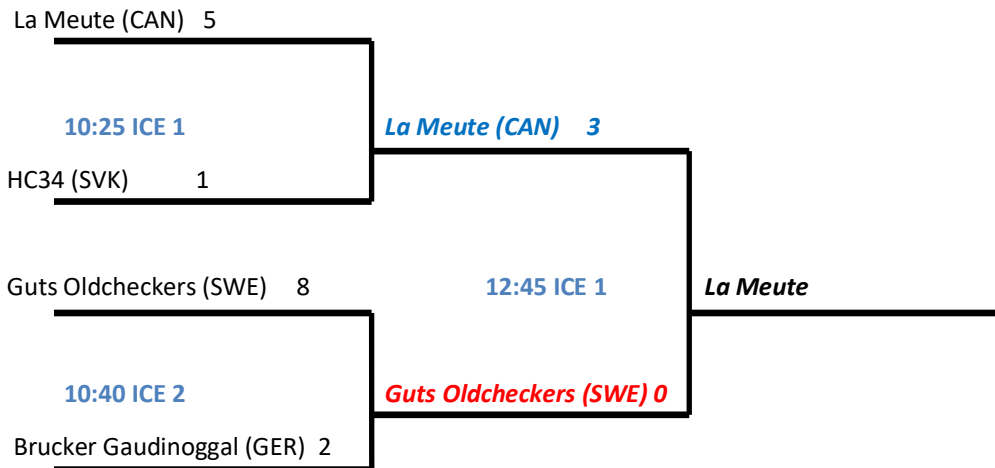 La Meute (CAN) 5
10:25 ICE 1
La Meute (CAN) 3
HC34 (SVK) 1
Guts Oldcheckers (SWE) 8
12:45 ICE 1
La Meute
10:40 ICE 2
Guts Oldcheckers (SWE) 0
Brucker Gaudinoggal (GER) 2